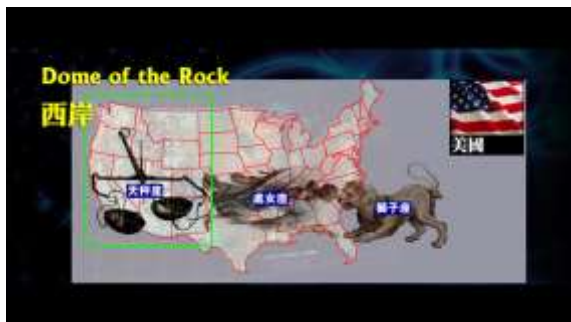 Dome of the Rock
西岸
美國
天秤座
處女座
獅子座